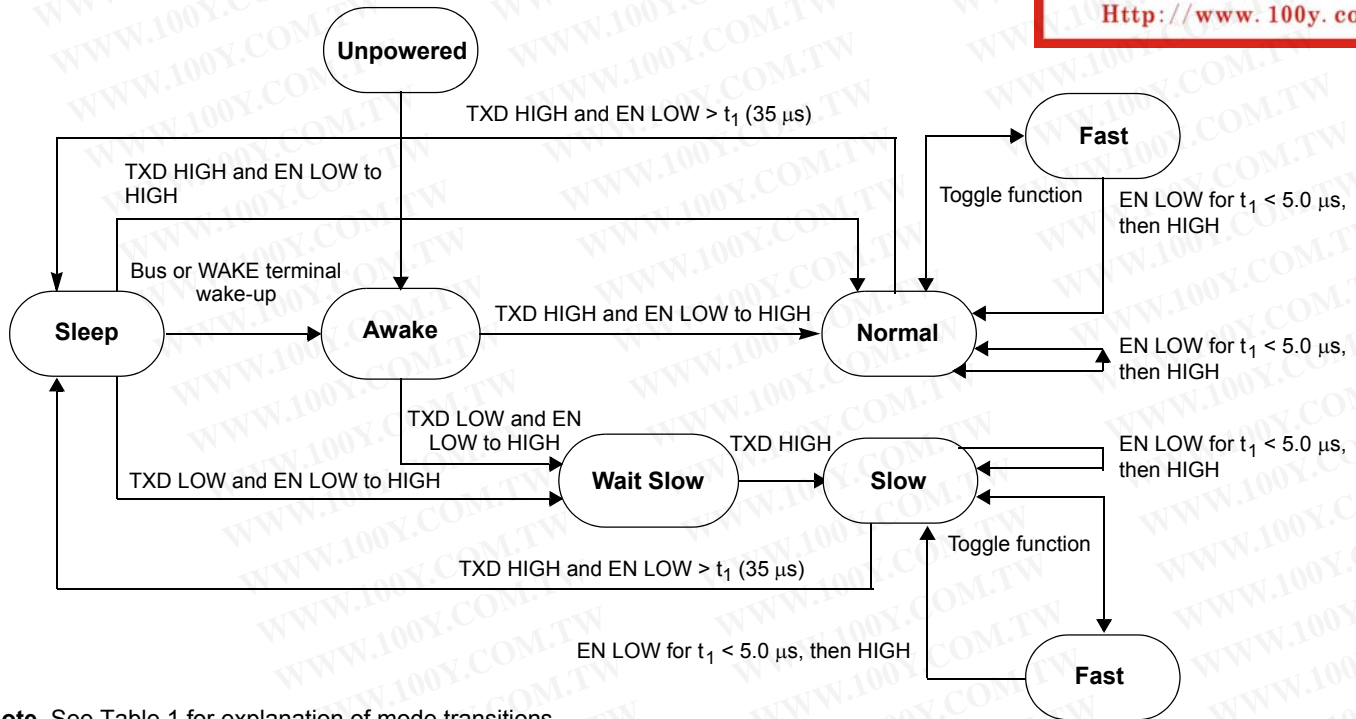 Http://www.100y.co
Unpowered
TXD HIGH and EN LOW > t1 (35 μs)
Fast
TXD HIGH and EN LOW to
HIGH
Toggle function
EN LOW for t1 < 5.0 μs,
then HIGH
Bus or WAKE terminal
wake-up
Sleep
Awake
TXD HIGH and EN LOW to HIGH
Normal
EN LOW for t1 < 5.0 μs,
then HIGH
TXD LOW and EN
LOW to HIGH
TXD HIGH
EN LOW for t1 < 5.0 μs,
then HIGH
TXD LOW and EN LOW to HIGH
Wait Slow
Slow
Toggle function
TXD HIGH and EN LOW > t1 (35 μs)
EN LOW for t1 < 5.0 μs, then HIGH
Fast
ote. See Table 1 for explanation of mode transitions
WWW.100Y.COM.TW